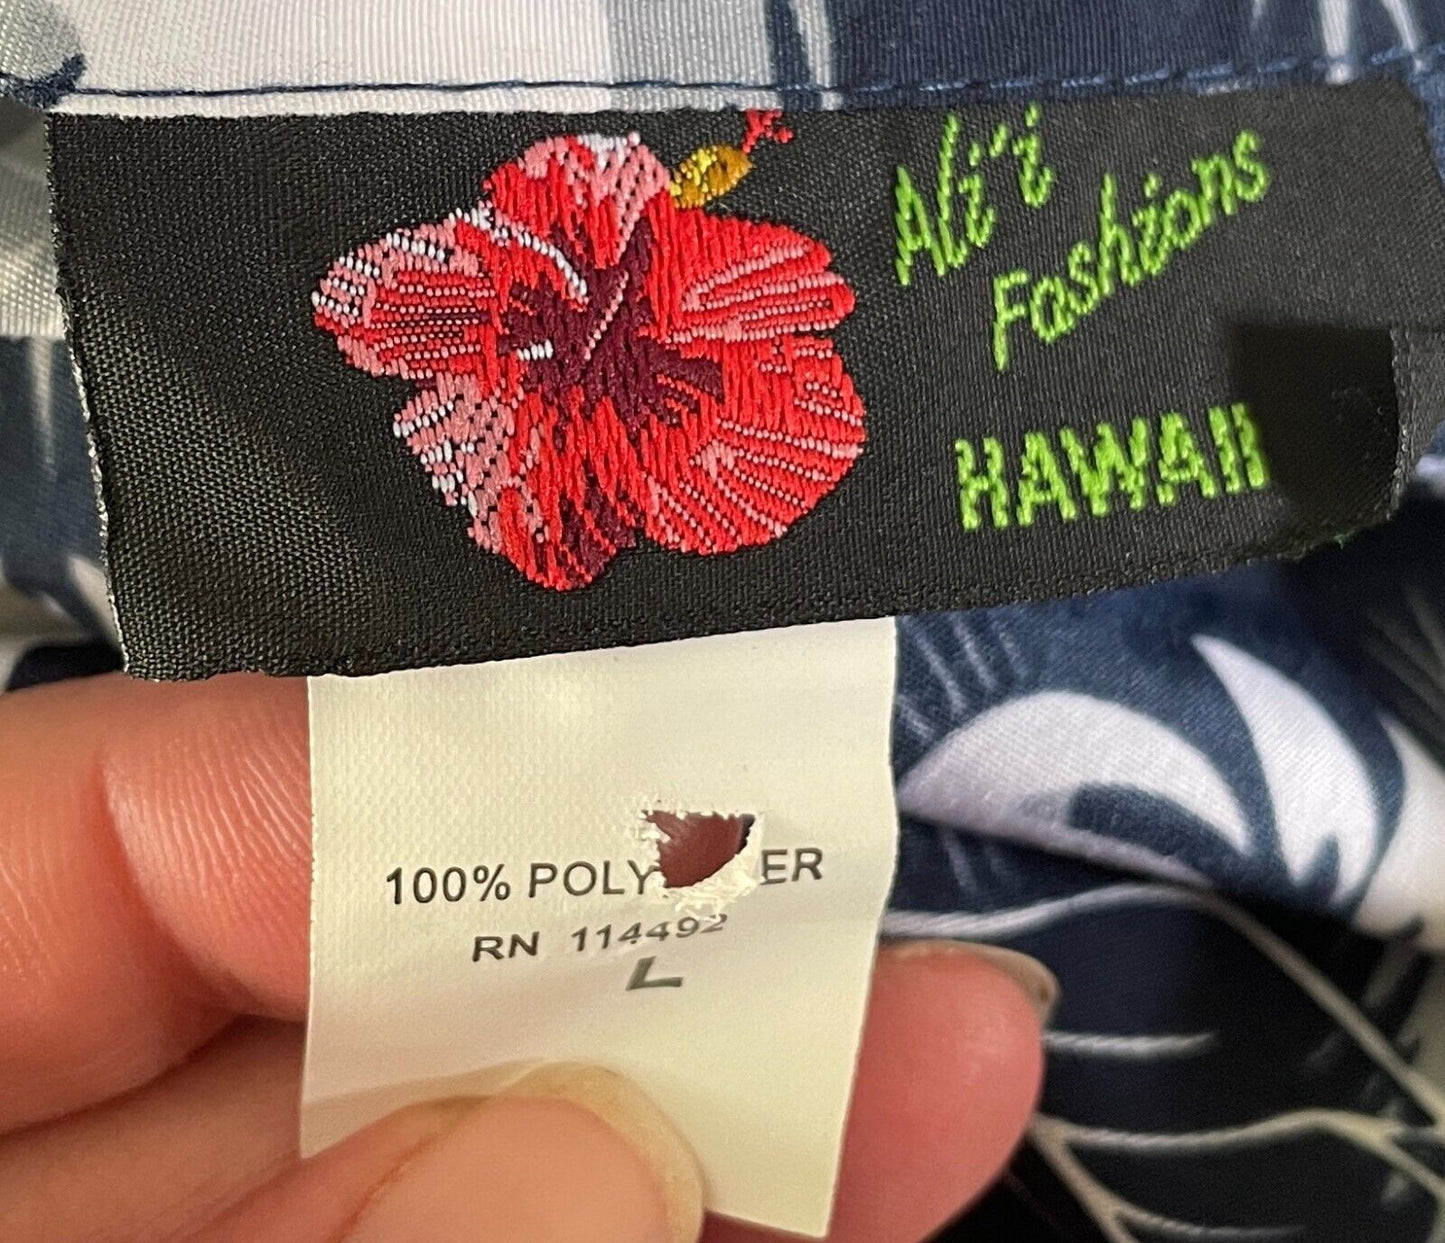 Ali'i
Fashions
HAWAII
100% POLY ER
RN 114492
L